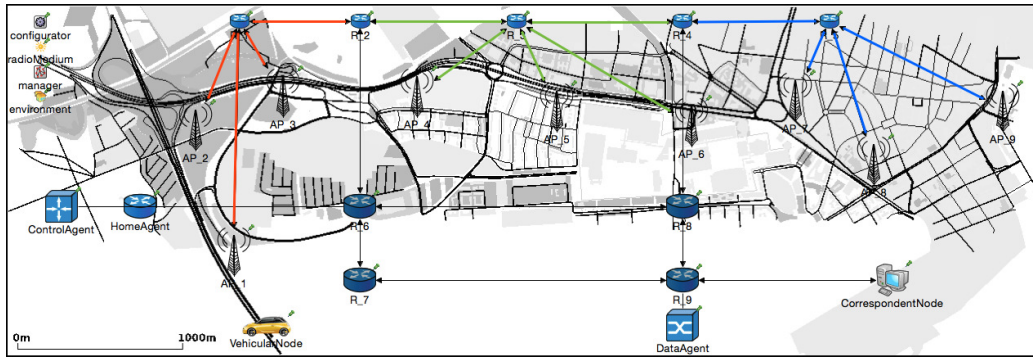 configurator
R_2
R_4
radioMedium
manager
environment
AP_3
AP_4
AP_7
AP_9
AP_2
AP_5
AP_6
ControlAgent
HomeAgent
R_6
R_8
AP_1
R_7
R_9
CorrespondentNode
0m
1000m
VehicularNode
DataAgent